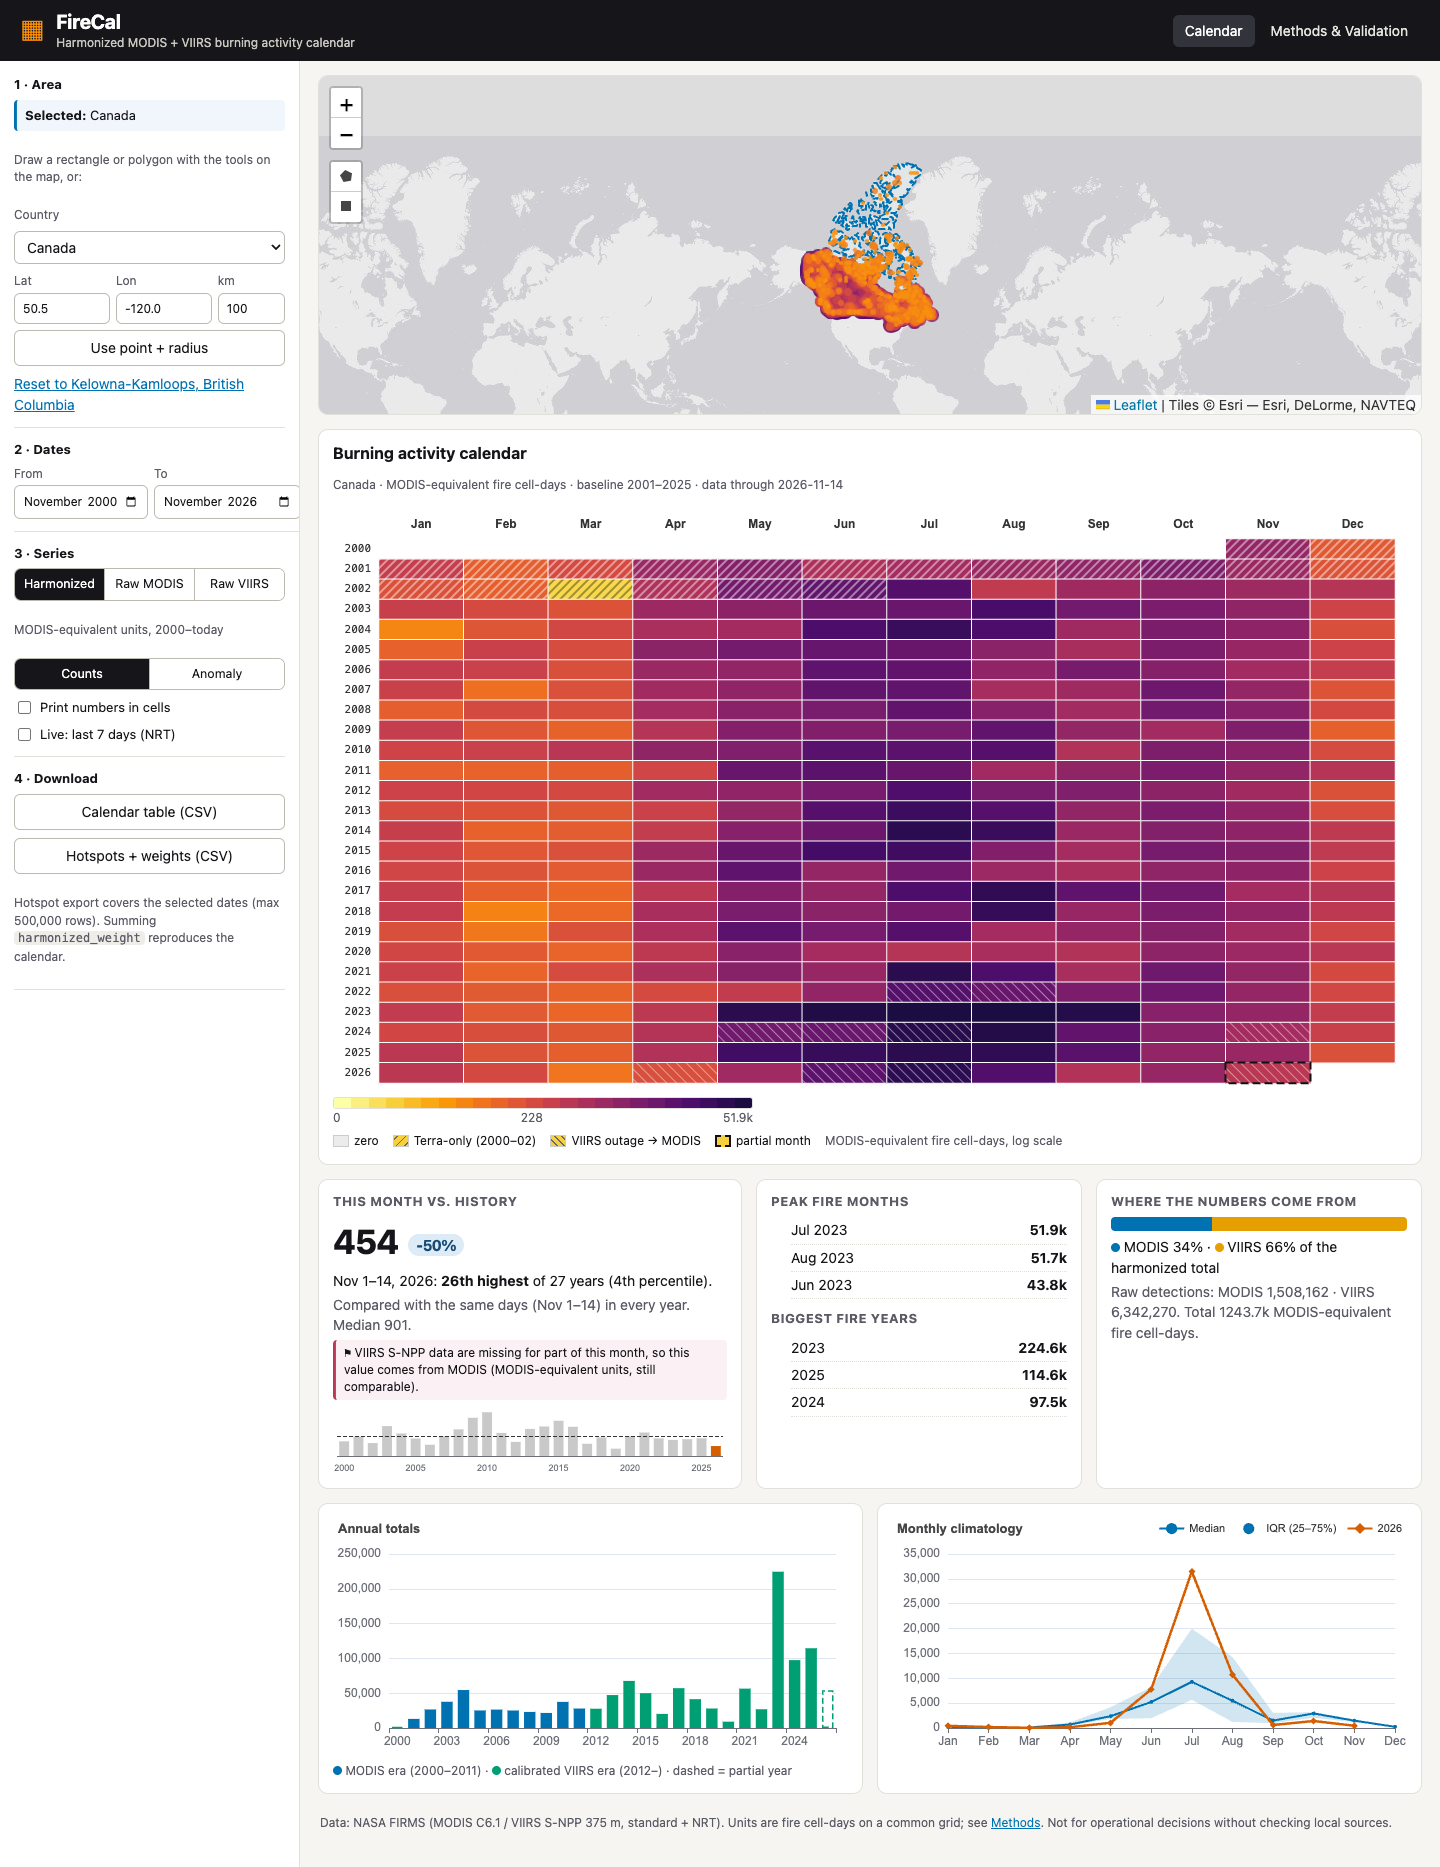 FireCal
Harmonized MODIS + VIIRS burning activity calendar
Calendar
Methods & Validation
1 · Area
Selected: Canada
Draw a rectangle or polygon with the tools on
the map, or:
Country
Canada
Lat Lon km
50.5 -120.0 100
Use point + radius
Reset to Kelowna-Kamloops, British
Columbia
2 · Dates
From To
November 2000 November 2026
3 · Series
Harmonized Raw MODIS Raw VIIRS
MODIS-equivalent units, 2000–today
Counts Anomaly
Print numbers in cells
Live: last 7 days (NRT)
4 · Download
Calendar table (CSV)
Hotspots + weights (CSV)
Hotspot export covers the selected dates (max
500,000 rows). Summing
harmonized_weight reproduces the
calendar.
+
−
Leaflet | Tiles © Esri — Esri, DeLorme, NAVTEQ
Burning activity calendar
Canada · MODIS-equivalent fire cell-days · baseline 2001–2025 · data through 2026-11-14
Jan Feb Mar Apr May Jun Jul Aug Sep Oct Nov Dec
2000
2001
2002
2003
2004
2005
2006
2007
2008
2009
2010
2011
2012
2013
2014
2015
2016
2017
2018
2019
2020
2021
2022
2023
2024
2025
2026
0 228 51.9k
zero Terra-only (2000–02) VIIRS outage → MODIS partial month MODIS-equivalent fire cell-days, log scale
THIS MONTH VS. HISTORY
454 -50%
Nov 1–14, 2026: 26th highest of 27 years (4th percentile).
Compared with the same days (Nov 1–14) in every year.
Median 901.
⚑ VIIRS S-NPP data are missing for part of this month, so this
value comes from MODIS (MODIS-equivalent units, still
comparable).
2000 2005 2010 2015 2020 2025
PEAK FIRE MONTHS
Jul 2023 51.9k
Aug 2023 51.7k
Jun 2023 43.8k
BIGGEST FIRE YEARS
2023 224.6k
2025 114.6k
2024 97.5k
WHERE THE NUMBERS COME FROM
MODIS 34% · VIIRS 66% of the
harmonized total
Raw detections: MODIS 1,508,162 · VIIRS
6,342,270. Total 1243.7k MODIS-equivalent
fire cell-days.
Annual totals
250,000
200,000
150,000
100,000
50,000
0
2000 2003 2006 2009 2012 2015 2018 2021 2024
MODIS era (2000–2011) · calibrated VIIRS era (2012–) · dashed = partial year
Monthly climatology
Median IQR (25–75%) 2026
35,000
30,000
25,000
20,000
15,000
10,000
5,000
0
Jan Feb Mar Apr May Jun Jul Aug Sep Oct Nov Dec
Data: NASA FIRMS (MODIS C6.1 / VIIRS S-NPP 375 m, standard + NRT). Units are fire cell-days on a common grid; see Methods. Not for operational decisions without checking local sources.